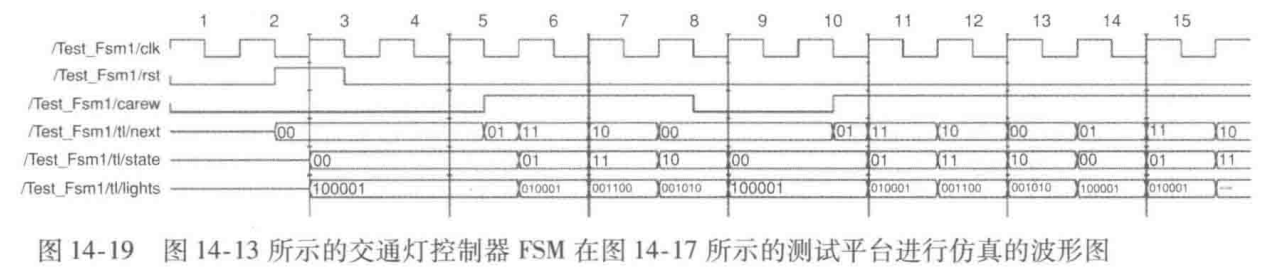 1 2 3 4 5 6 7 8 9 10 11 12 13 14 15
/Test_Fsm1/clk
/Test_Fsm1/rst
/Test_Fsm1/carew
/Test_Fsm1/tl/next 00 01 11 10 00 01 11 10 00 01 11 10
/Test_Fsm1/tl/state 00 01 11 10 00 01 11 10 00 01 11
/Test_Fsm1/tl/lights 100001 010001 001100 001010 100001 010001 001100 001010 100001 010001
图 14-19 图 14-13 所示的交通灯控制器 FSM 在图 14-17 所示的测试平台进行仿真的波形图